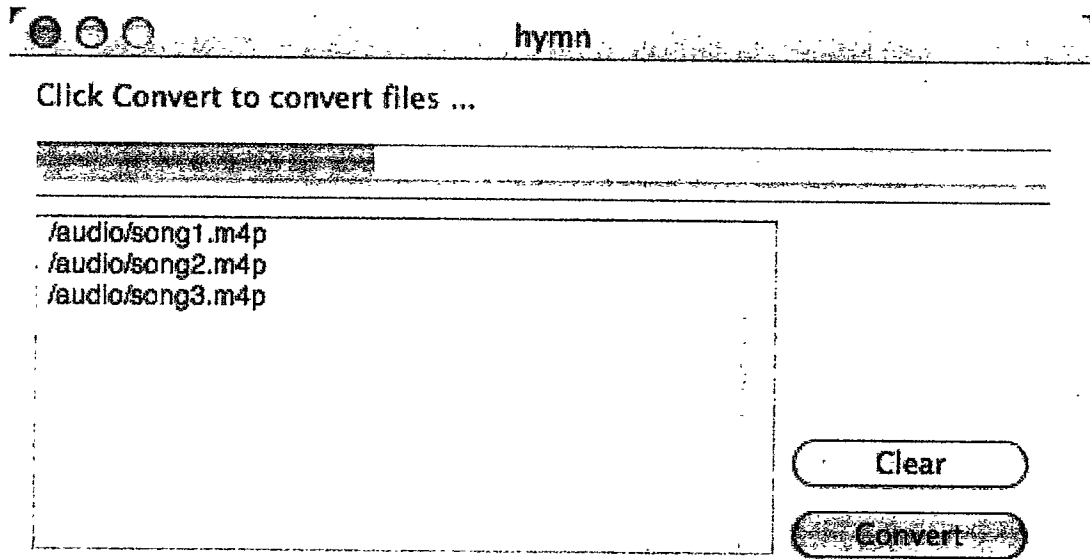 hymn
Click Convert to convert files ...
/audio/song1.m4p
/audio/song2.m4p
/audio/song3.m4p
Clear
Convert